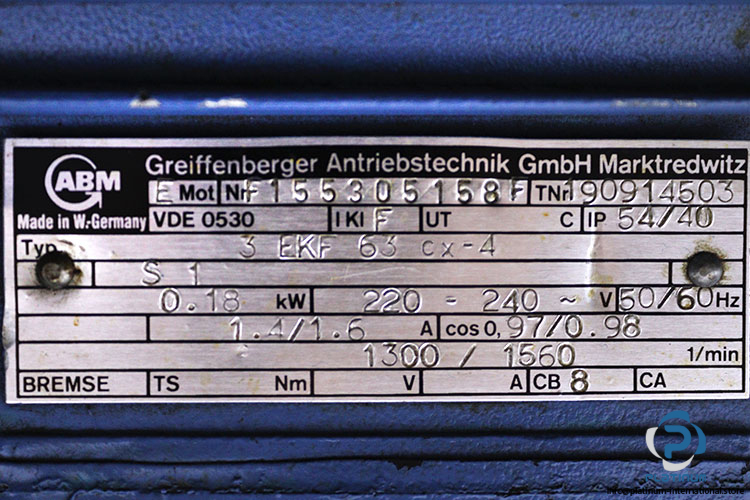 ABM
Greiffenberger Antriebstechnik GmbH Marktredwitz
E Mot Nr F155305158F TNr 190914503
Made in W.-Germany VDE 0530 IKI F UT C IP 54/40
Typ 3 EKF 63 cx-4
S 1
0.18 kW 220 - 240 ~ V 50/60 Hz
1.4/1.6 A cos 0,97/0.98
1300 / 1560 1/min
BREMSE TS Nm V A CB 8 CA